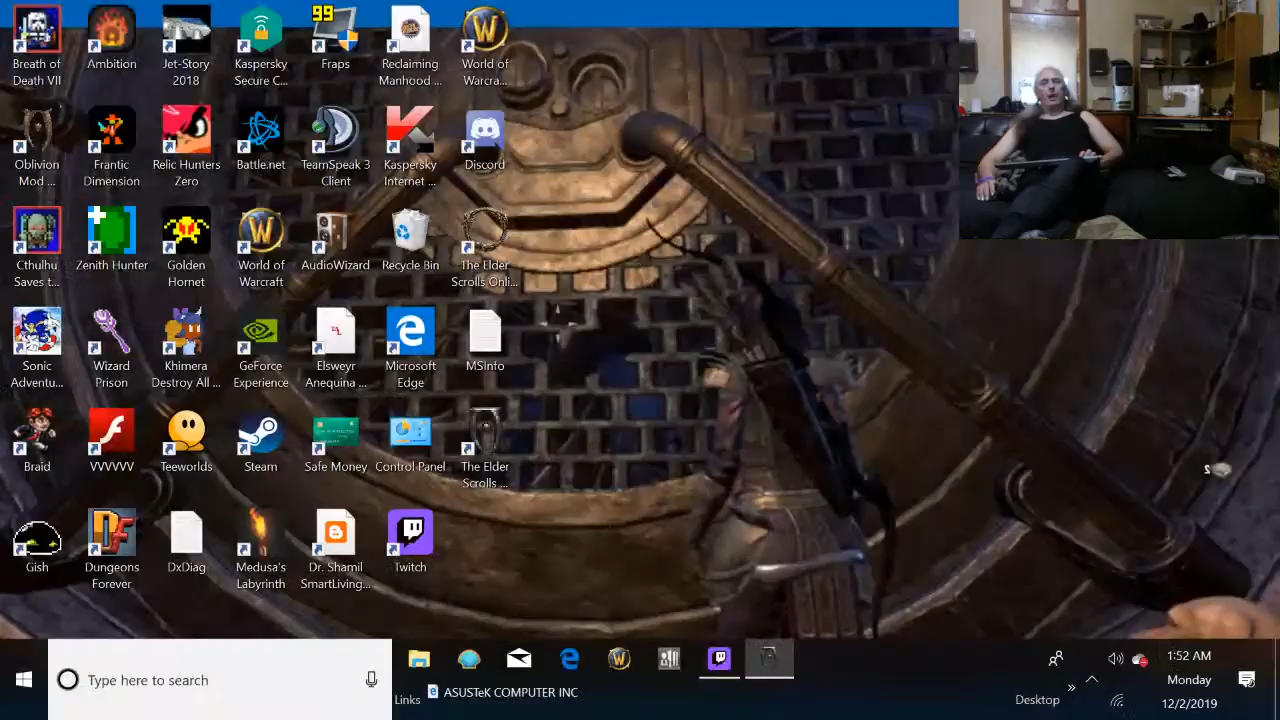 99
Breath of Death VII
Ambition
Jet-Story 2018
Kaspersky Secure C...
Fraps
Reclaiming Manhood ...
World of Warcra...
Oblivion Mod ...
Frantic Dimension
Relic Hunters Zero
Battle.net
TeamSpeak 3 Client
Kaspersky Internet ...
Discord
Cthulhu Saves t...
Zenith Hunter
Golden Hornet
World of Warcraft
AudioWizard
Recycle Bin
The Elder Scrolls Onli...
Sonic Adventu...
Wizard Prison
Khimera Destroy All ...
GeForce Experience
Elsweyr Anequina ...
Microsoft Edge
MSInfo
Braid
VVVVVV
Teeworlds
Steam
Safe Money
Control Panel
The Elder Scrolls ...
Gish
Dungeons Forever
DxDiag
Medusa's Labyrinth
Dr. Shamil SmartLiving...
Twitch
2
Type here to search
Links
ASUSTeK COMPUTER INC
Desktop
1:52 AM
Monday
12/2/2019